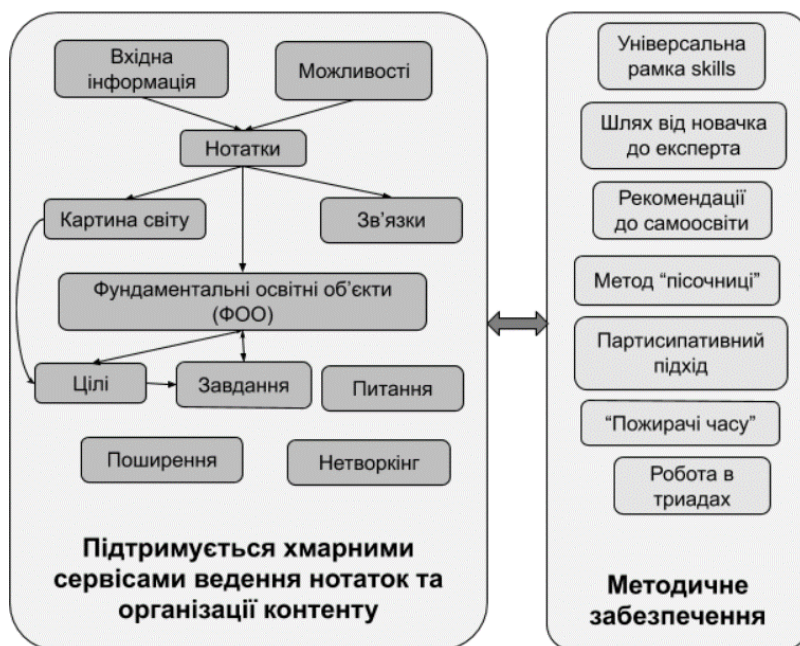 Вхідна
інформація
Можливості
Нотатки
Картина світу
Зв’язки
Фундаментальні освітні об’єкти
(ФОО)
Цілі
Завдання
Питання
Поширення
Нетворкінг
Підтримується хмарними
сервісами ведення нотаток та
організації контенту
Універсальна
рамка skills
Шлях від новачка
до експерта
Рекомендації
до самоосвіти
Метод “пісочниці”
Партисипативний
підхід
“Пожирачі часу”
Робота в
триадах
Методичне
забезпечення